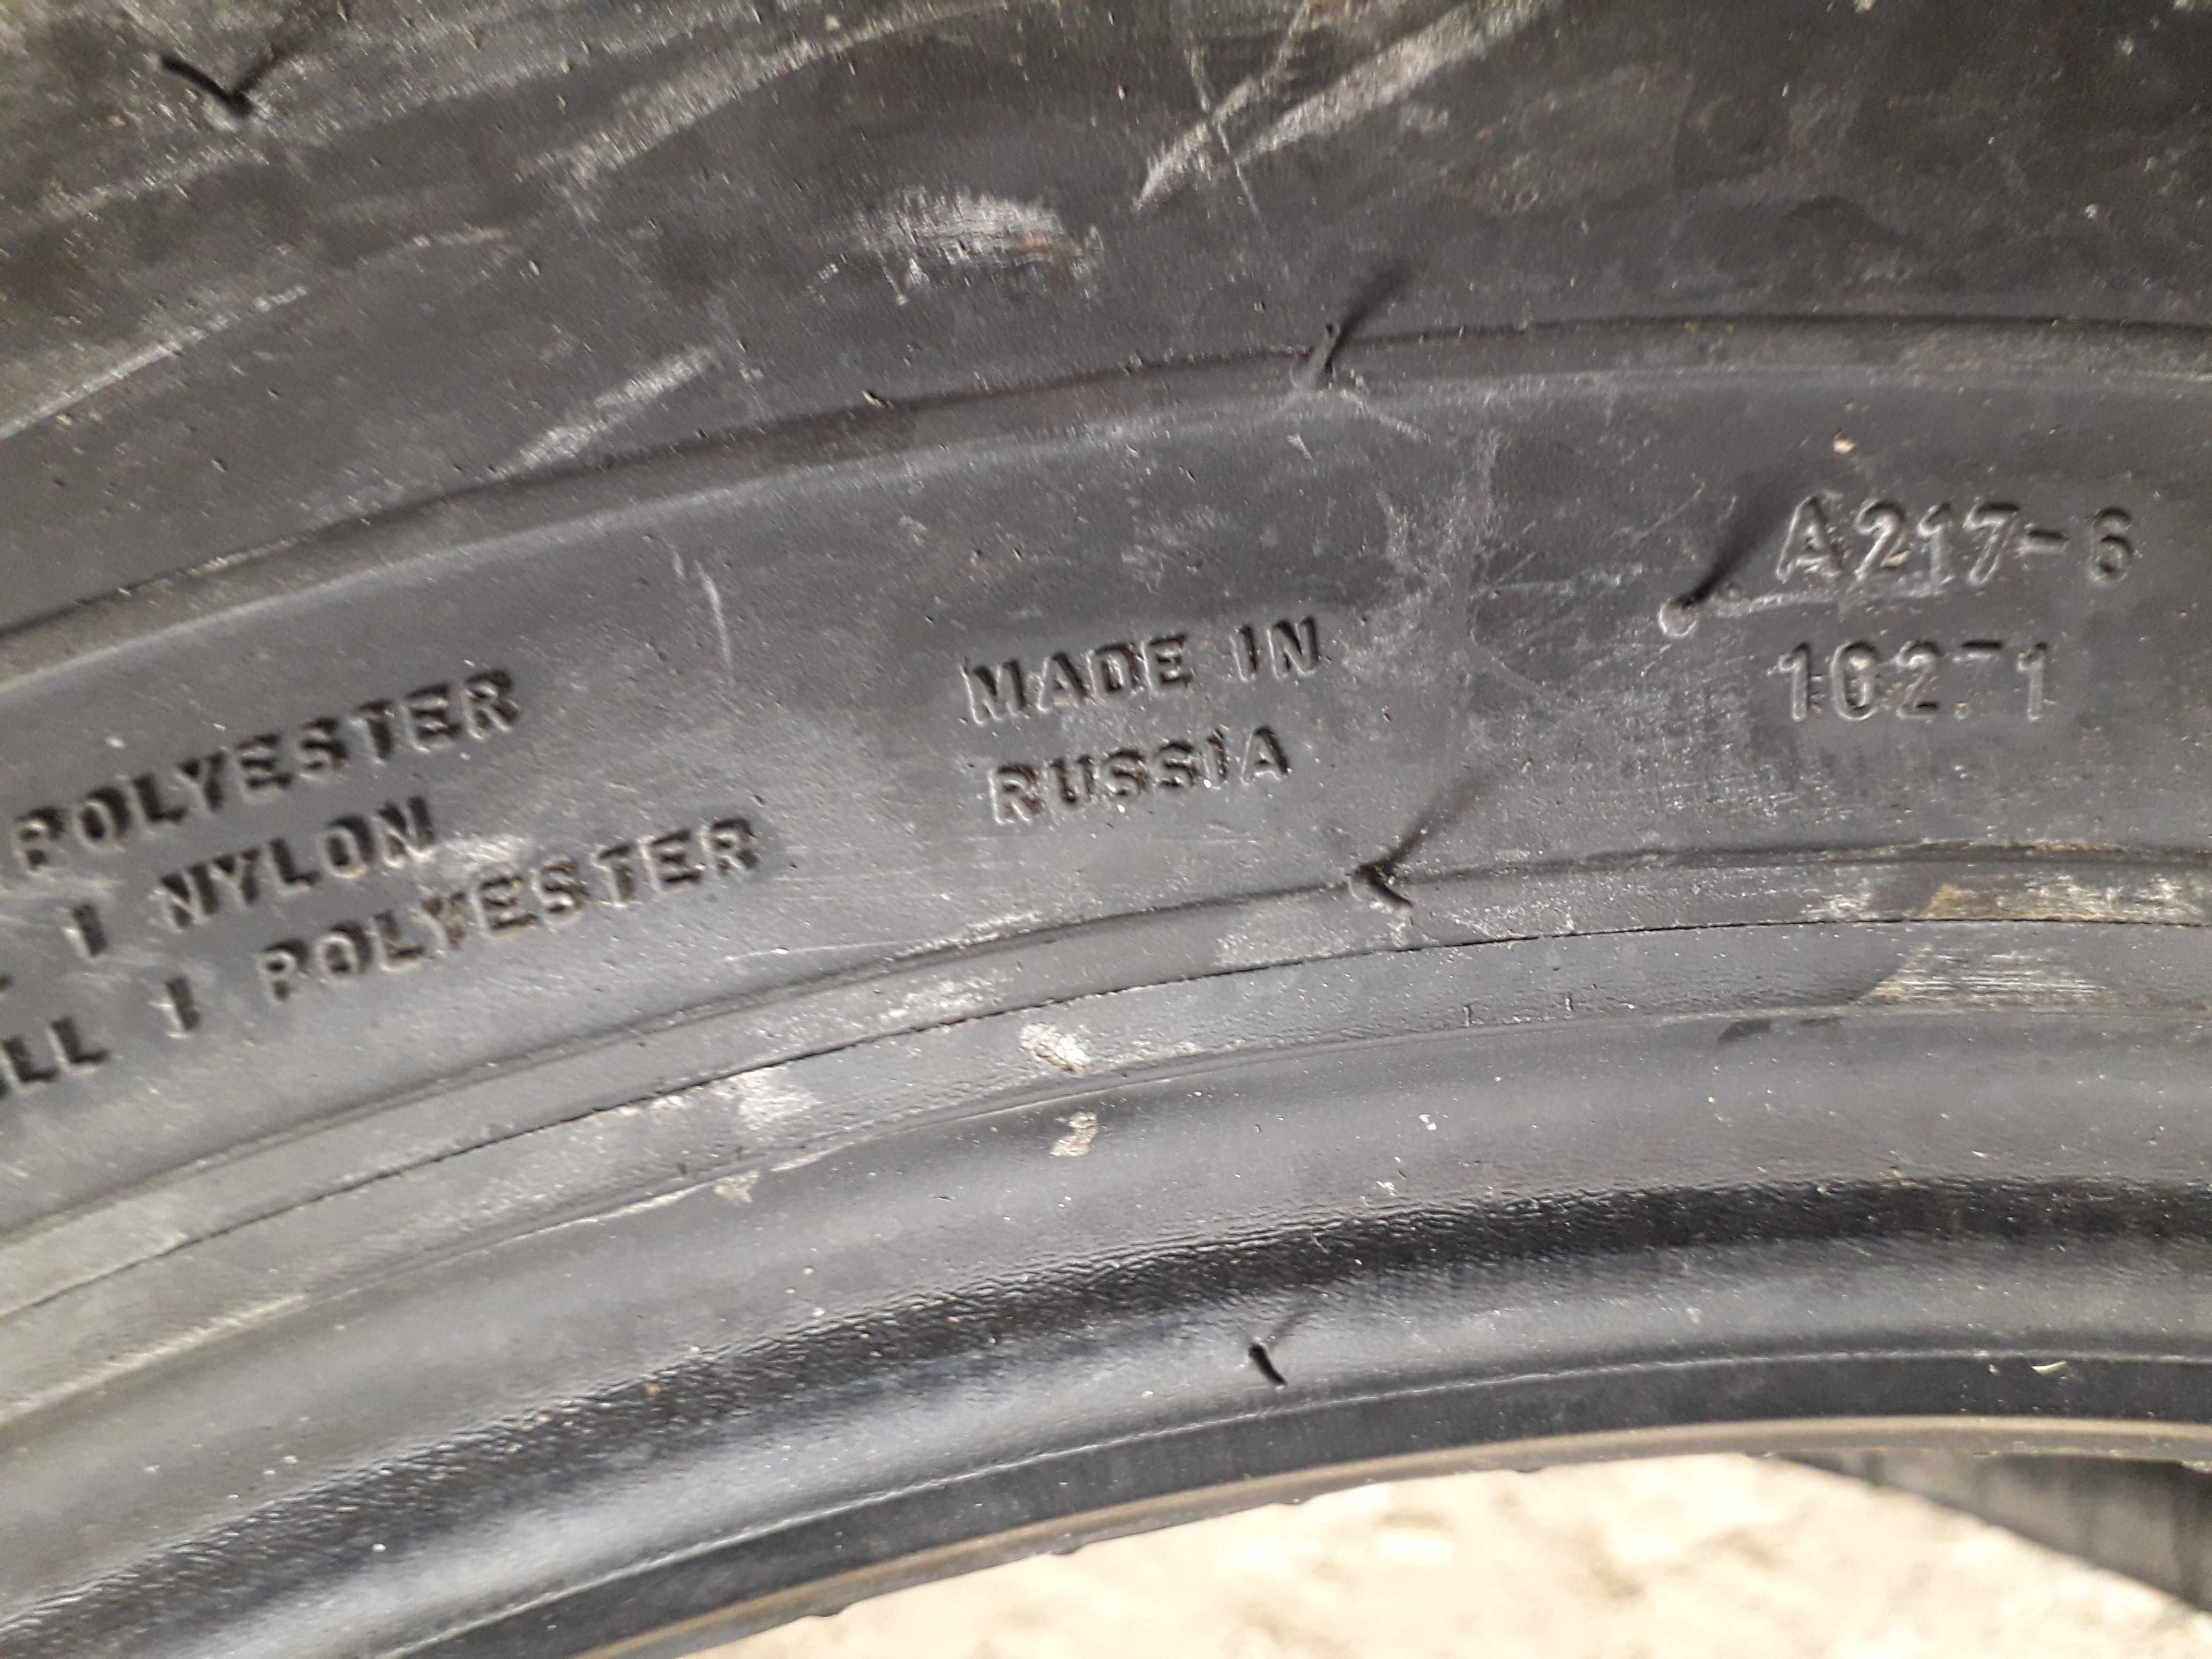 POLYESTER
1 NYLON
1 POLYESTER
MADE IN
RUSSIA
A217-6
10271